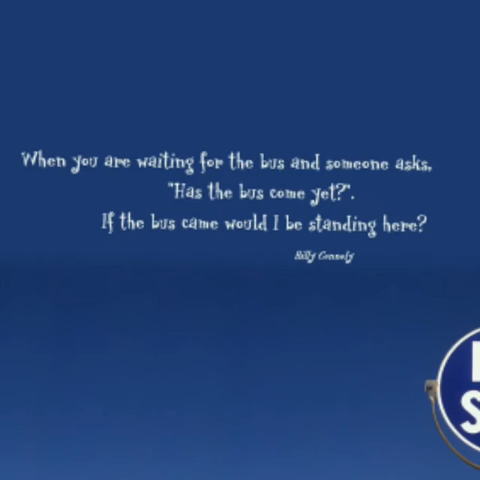 When you are waiting for the bus and someone asks,
"Has the bus come yet?".
If the bus came would I be standing here?
Billy Connoly
S